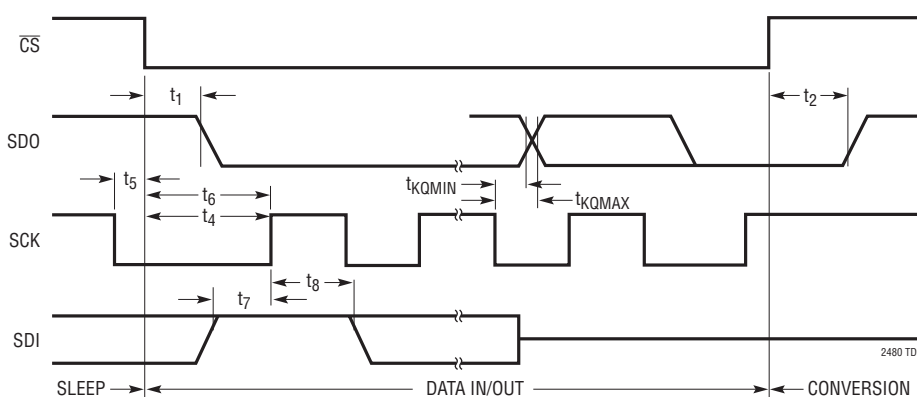 CS
t1
t2
SDO
t5
t6
tKQMIN
t4
tKQMAX
SCK
t7
t8
SDI
2480 TD
SLEEP
DATA IN/OUT
CONVERSION